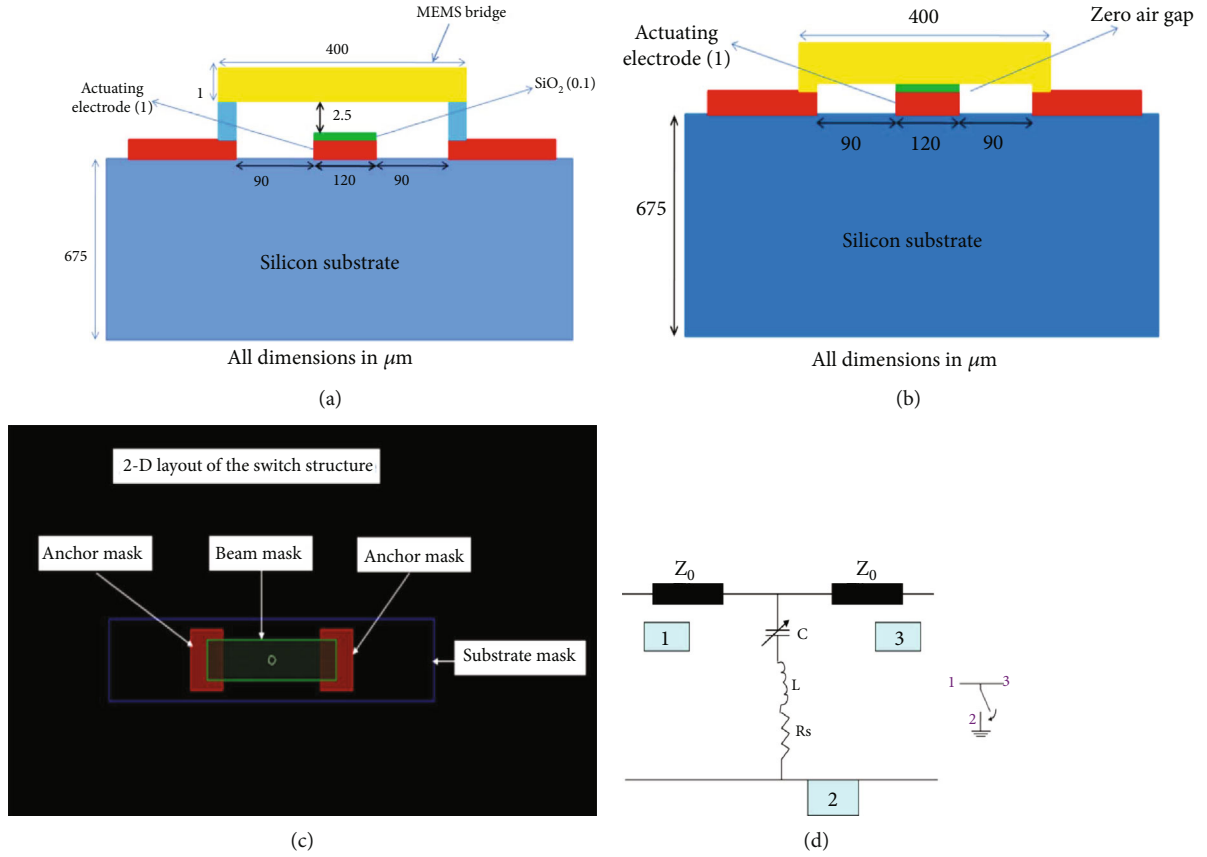 MEMS bridge
400
Actuating
electrode (1)
1
2.5
SiO₂ (0.1)
90
120
90
675
Silicon substrate
All dimensions in μm
(a)
400
Zero air gap
Actuating
electrode (1)
90
120
90
675
Silicon substrate
All dimensions in μm
(b)
2-D layout of the switch structure
Anchor mask
Beam mask
Anchor mask
Substrate mask
(c)
Z₀
Z₀
1
C
3
L
Rs
1
3
2
2
(d)